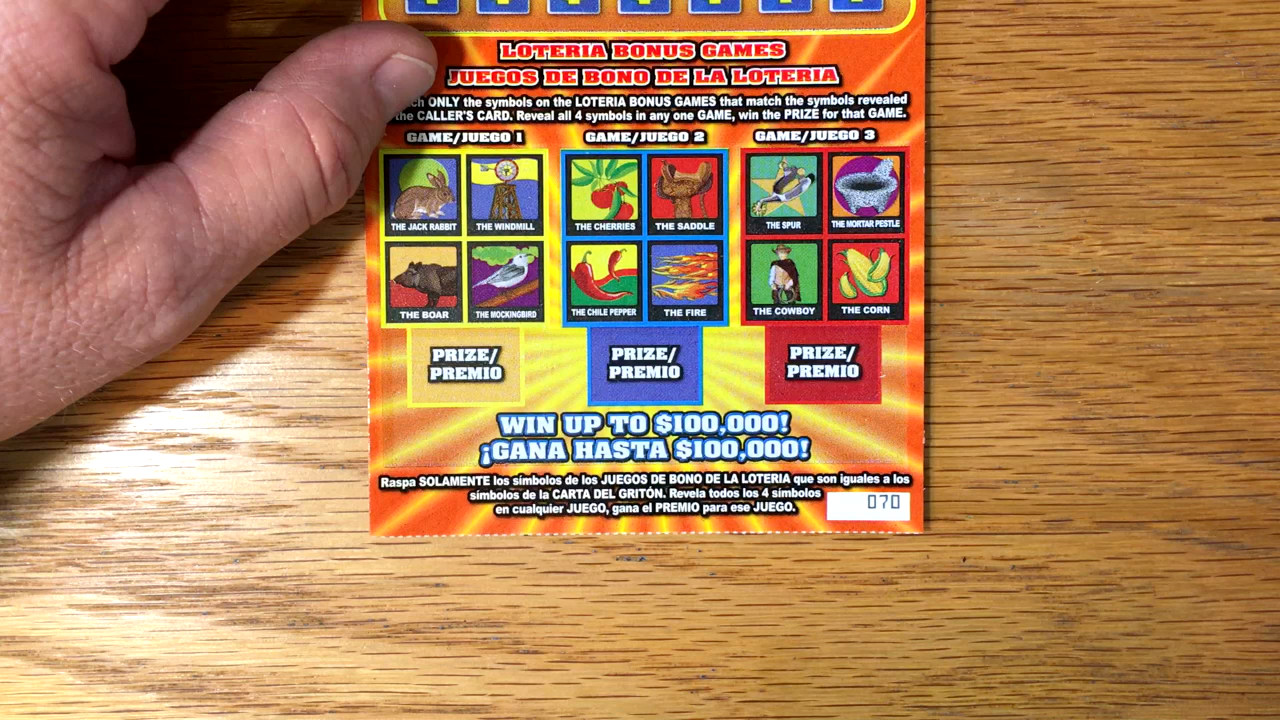 LOTERIA BONUS GAMES
JUEGOS DE BONO DE LA LOTERIA
ONLY the symbols on the LOTERIA BONUS GAMES that match the symbols revealed
the CALLER'S CARD. Reveal all 4 symbols in any one GAME, win the PRIZE for that GAME.
GAME/JUEGO 1 GAME/JUEGO 2 GAME/JUEGO 3
THE JACK RABBIT THE WINDMILL THE CHERRIES THE SADDLE THE SPUR THE MORTAR PESTLE
THE BOAR THE MOCKINGBIRD THE CHILE PEPPER THE FIRE THE COWBOY THE CORN
PRIZE/ PRIZE/ PRIZE/
PREMIO PREMIO PREMIO
WIN UP TO $100,000!
¡GANA HASTA $100,000!
Raspa SOLAMENTE los símbolos de los JUEGOS DE BONO DE LA LOTERIA que son iguales a los
símbolos de la CARTA DEL GRITÓN. Revela todos los 4 símbolos
en cualquier JUEGO, gana el PREMIO para ese JUEGO.
070